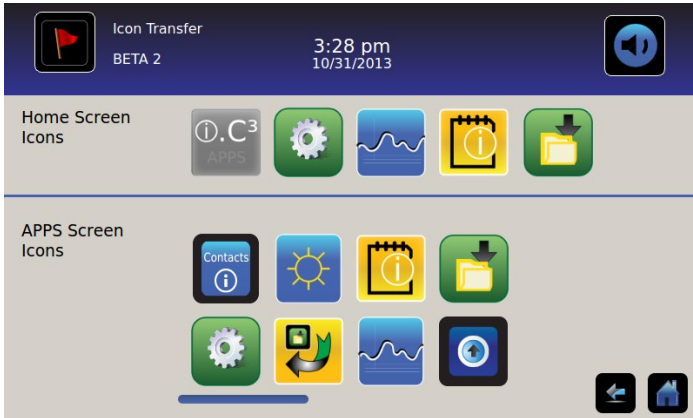 Icon Transfer
BETA 2
3:28 pm
10/31/2013
Home Screen
Icons
i.C³
APPS
APPS Screen
Icons
Contacts
i